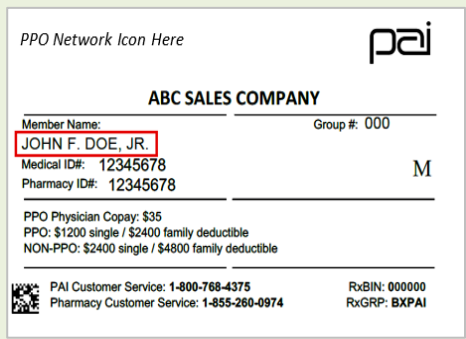 PPO Network Icon Here
pai
ABC SALES COMPANY
Member Name:
Group #: 000
JOHN F. DOE, JR.
Medical ID#: 12345678
M
Pharmacy ID#: 12345678
PPO Physician Copay: $35
PPO: $1200 single / $2400 family deductible
NON-PPO: $2400 single / $4800 family deductible
PAI Customer Service: 1-800-768-4375
RxBIN: 000000
Pharmacy Customer Service: 1-855-260-0974
RxGRP: BXPAI